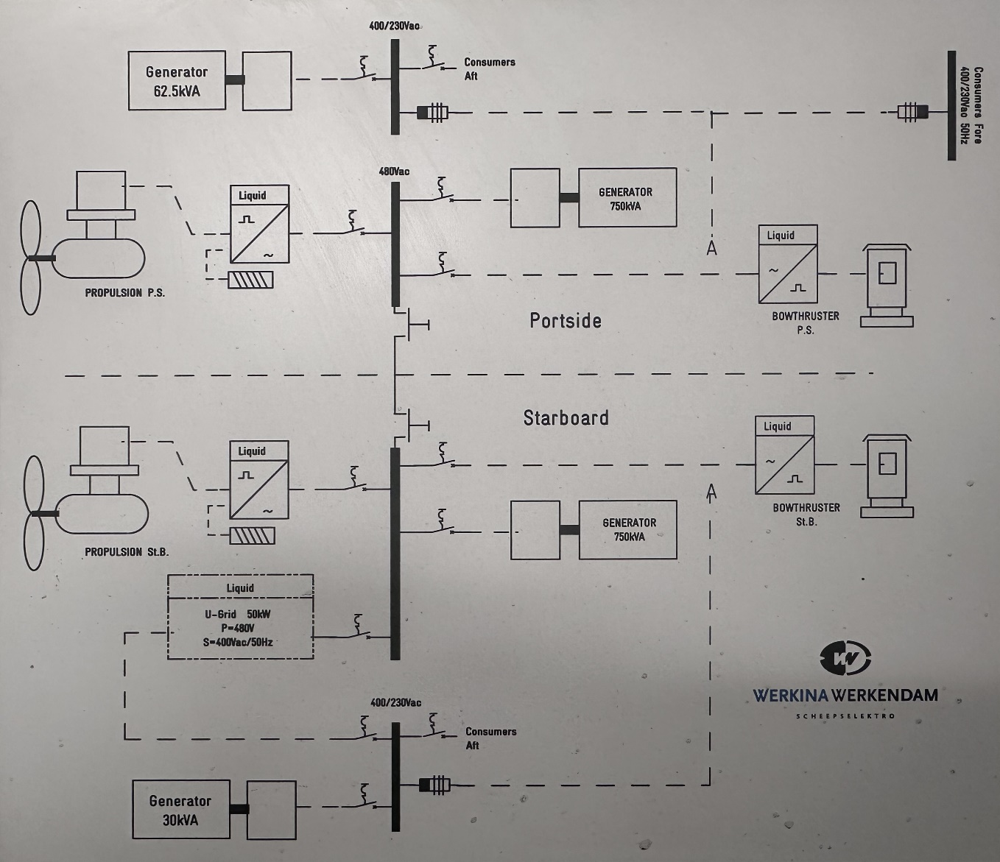 400/230Vac
Generator
62.5kVA
Consumers
Aft
Consumers Fore
400/230Vac 50Hz
480Vac
Liquid
GENERATOR
750kVA
Liquid
PROPULSION P.S.
Portside
BOWTHRUSTER
P.S.
Starboard
Liquid
Liquid
GENERATOR
750kVA
BOWTHRUSTER
St.B.
PROPULSION St.B.
Liquid
U-Grid 50kW
P=480V
S=400Vac/50Hz
W
WERKINA WERKENDAM
SCHEEPSELEKTRO
400/230Vac
Consumers
Aft
Generator
30kVA